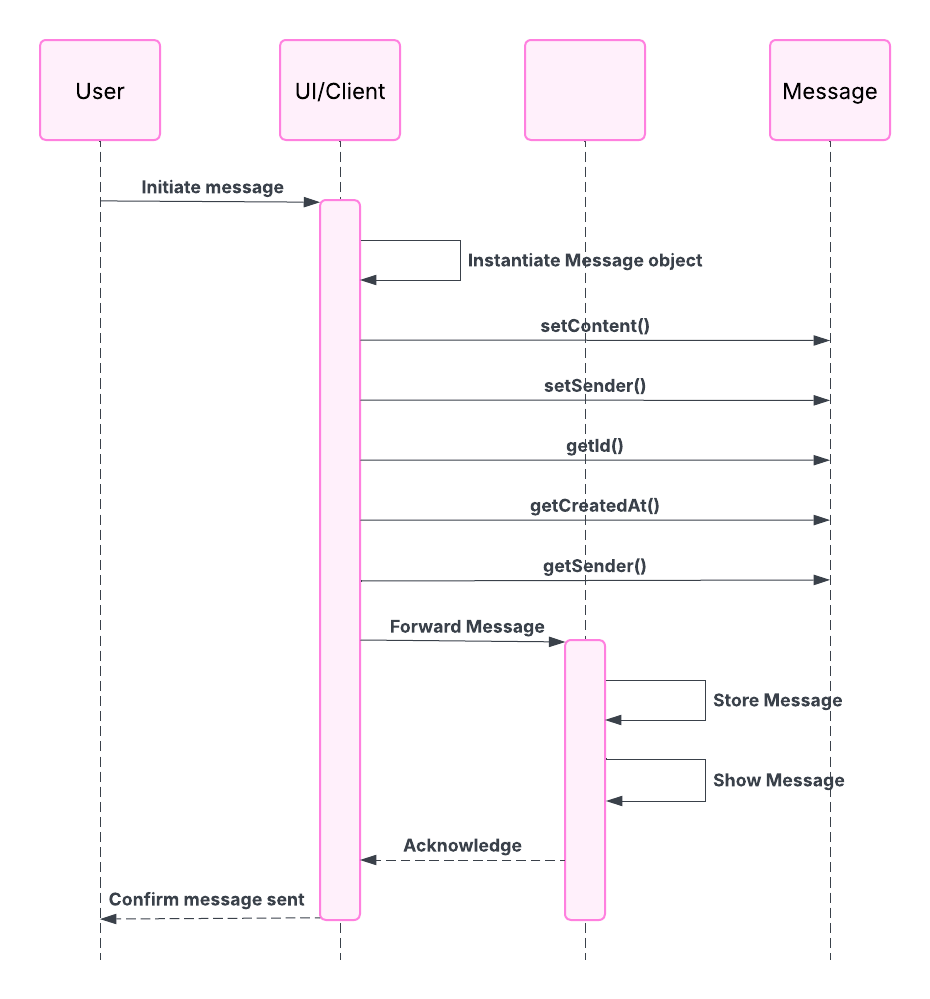 User
UI/Client
Message
Initiate message
Instantiate Message object
setContent()
setSender()
getId()
getCreatedAt()
getSender()
Forward Message
Store Message
Show Message
Acknowledge
Confirm message sent